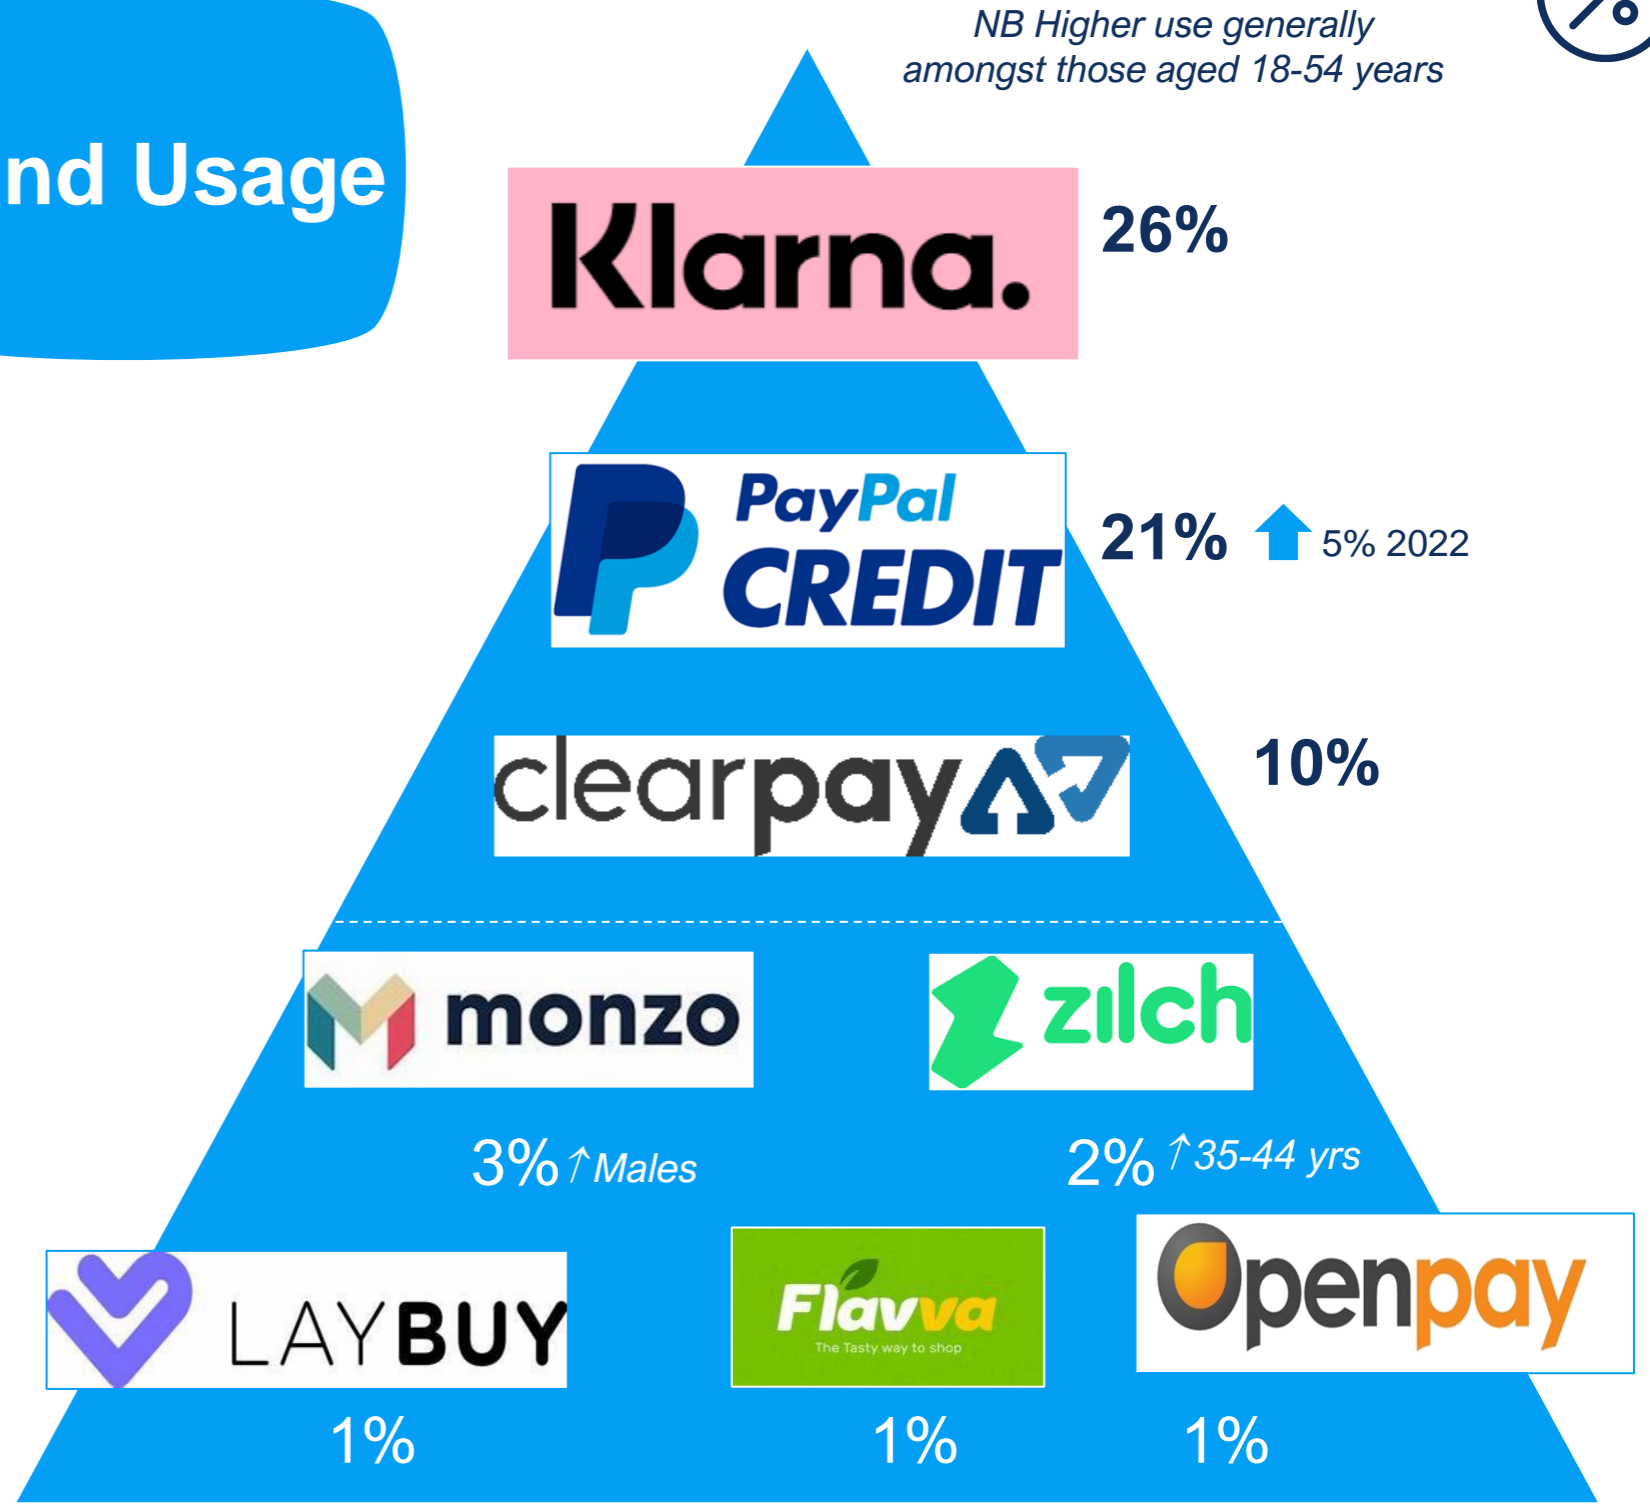 NB Higher use generally
amongst those aged 18-54 years
nd Usage
Klarna.
26%
PayPal
CREDIT
21% 5% 2022
clearpay
10%
monzo
zilch
3% ↑ Males
2% ↑ 35-44 yrs
LAYBUY
Flavva
The Tasty way to shop
Openpay
1%
1%
1%